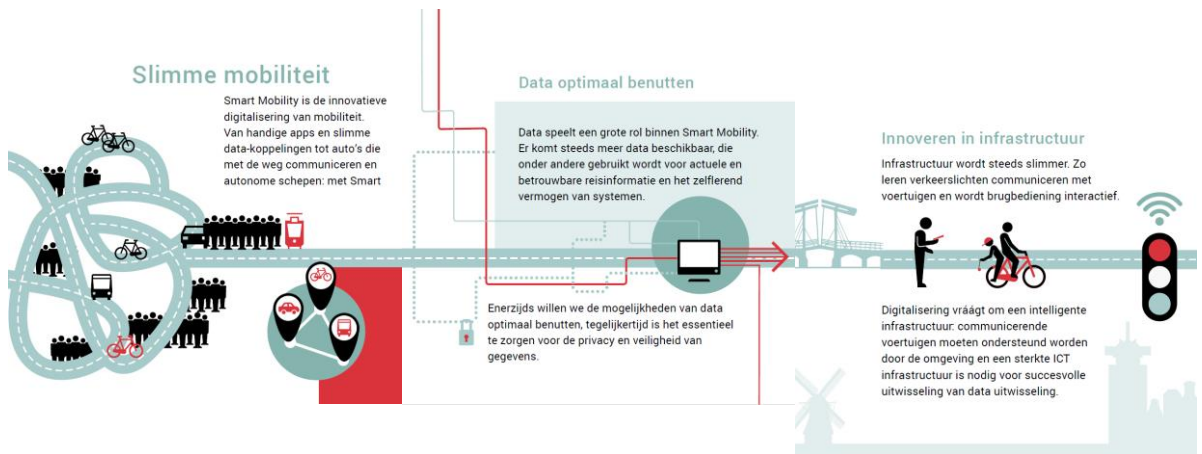 Slimme mobiliteit
Smart Mobility is de innovatieve
digitalisering van mobiliteit.
Van handige apps en slimme
data-koppelingen tot auto's die
met de weg communiceren en
autonome schepen: met Smart
Data optimaal benutten
Data speelt een grote rol binnen Smart Mobility.
Er komt steeds meer data beschikbaar, die
onder andere gebruikt wordt voor actuele en
betrouwbare reisinformatie en het zelflerend
vermogen van systemen.
Enerzijds willen we de mogelijkheden van data
optimaal benutten, tegelijkertijd is het essentieel
te zorgen voor de privacy en veiligheid van
gegevens.
Innoveren in infrastructuur
Infrastructuur wordt steeds slimmer. Zo
leren verkeerslichten communiceren met
voertuigen en wordt brugbediening interactief.
Digitalisering vráágt om een intelligente
infrastructuur: communicerende
voertuigen moeten ondersteund worden
door de omgeving en een sterkte ICT
infrastructuur is nodig voor succesvolle
uitwisseling van data uitwisseling.